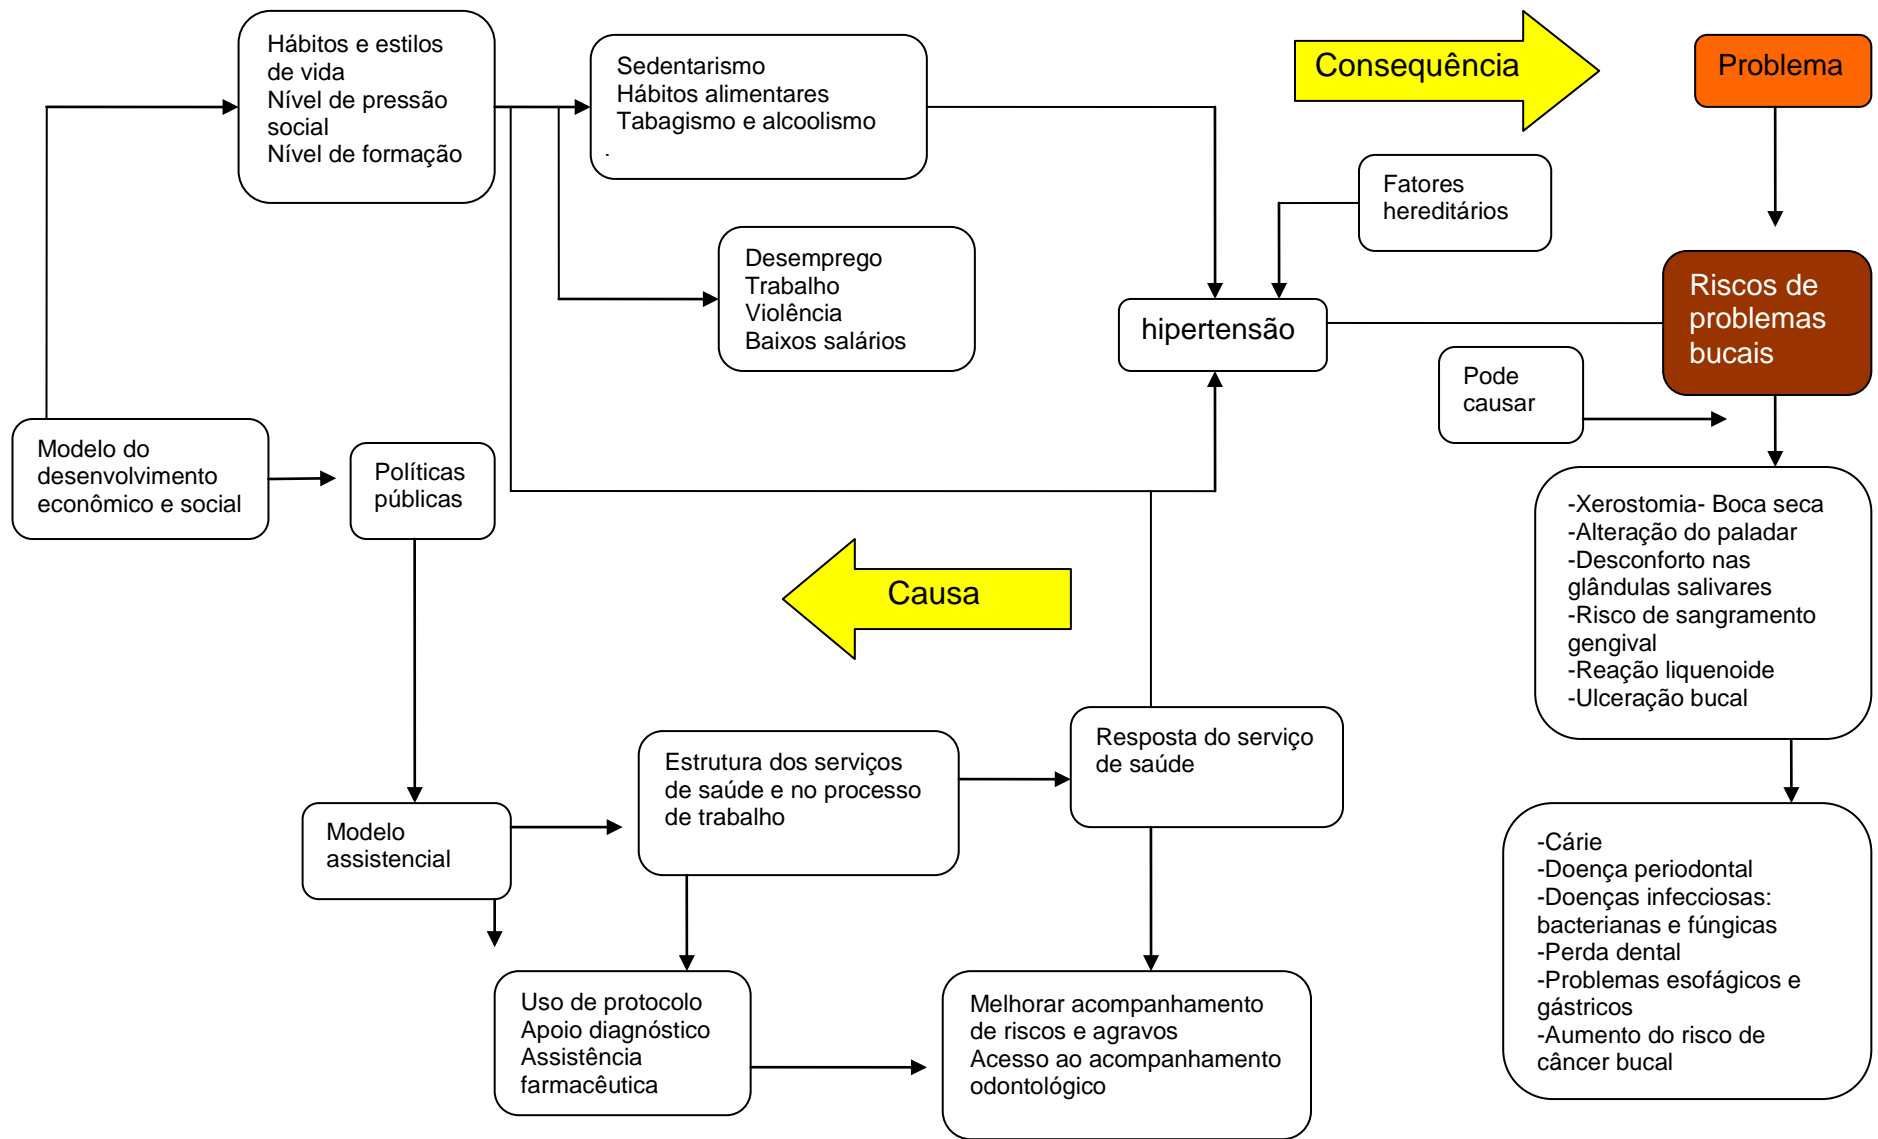 Hábitos e estilos
de vida
Nível de pressão
social
Nível de formação
Sedentarismo
Hábitos alimentares
Tabagismo e alcoolismo
.
Consequência
Problema
Fatores
hereditários
Desemprego
Trabalho
Violência
Baixos salários
hipertensão
Riscos de
problemas
bucais
Pode
causar
Modelo do
desenvolvimento
econômico e social
Políticas
públicas
-Xerostomia- Boca seca
-Alteração do paladar
-Desconforto nas
glândulas salivares
-Risco de sangramento
gengival
-Reação liquenoide
-Ulceração bucal
Causa
Resposta do serviço
de saúde
Estrutura dos serviços
de saúde e no processo
de trabalho
Modelo
assistencial
-Cárie
-Doença periodontal
-Doenças infecciosas:
bacterianas e fúngicas
-Perda dental
-Problemas esofágicos e
gástricos
-Aumento do risco de
câncer bucal
Uso de protocolo
Apoio diagnóstico
Assistência
farmacêutica
Melhorar acompanhamento
de riscos e agravos
Acesso ao acompanhamento
odontológico